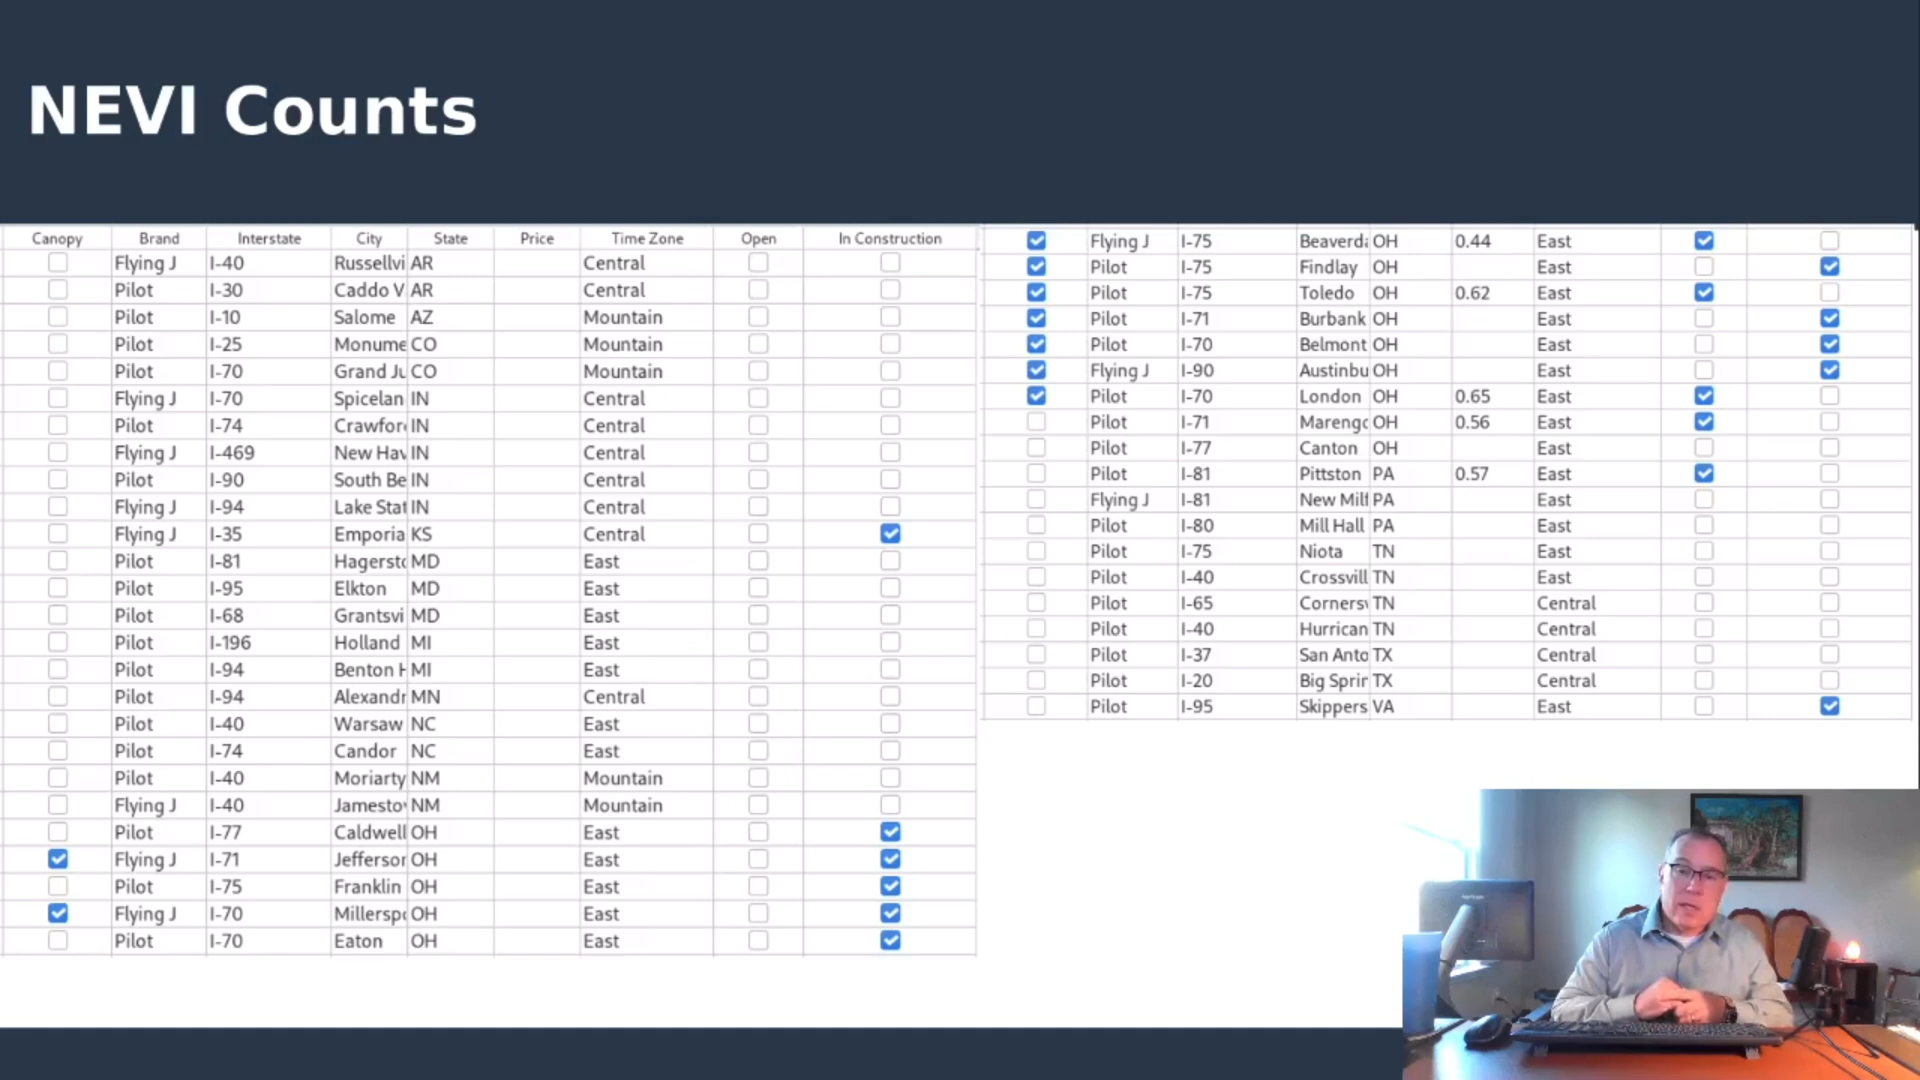 NEVI Counts
Canopy Brand Interstate City State Price Time Zone Open In Construction
Flying J I-40 Russellvi AR Central
Pilot I-30 Caddo V AR Central
Pilot I-10 Salome AZ Mountain
Pilot I-25 Monume CO Mountain
Pilot I-70 Grand Ju CO Mountain
Flying J I-70 Spicelan IN Central
Pilot I-74 Crawfor IN Central
Flying J I-469 New Hav IN Central
Pilot I-90 South Be IN Central
Flying J I-94 Lake Stat IN Central
Flying J I-35 Emporia KS Central
Pilot I-81 Hagersto MD East
Pilot I-95 Elkton MD East
Pilot I-68 Grantsvi MD East
Pilot I-196 Holland MI East
Pilot I-94 Benton H MI East
Pilot I-94 Alexandr MN Central
Pilot I-40 Warsaw NC East
Pilot I-74 Candor NC East
Pilot I-40 Moriarty NM Mountain
Flying J I-40 Jamesto NM Mountain
Pilot I-77 Caldwell OH East
Flying J I-71 Jefferson OH East
Pilot I-75 Franklin OH East
Flying J I-70 Millerspo OH East
Pilot I-70 Eaton OH East
Flying J I-75 Beaverda OH 0.44 East
Pilot I-75 Findlay OH East
Pilot I-75 Toledo OH 0.62 East
Pilot I-71 Burbank OH East
Pilot I-70 Belmont OH East
Flying J I-90 Austinbu OH East
Pilot I-70 London OH 0.65 East
Pilot I-71 Marengo OH 0.56 East
Pilot I-77 Canton OH East
Pilot I-81 Pittston PA 0.57 East
Flying J I-81 New Milf PA East
Pilot I-80 Mill Hall PA East
Pilot I-75 Niota TN East
Pilot I-40 Crossvill TN East
Pilot I-65 Cornersv TN Central
Pilot I-40 Hurrican TN Central
Pilot I-37 San Anto TX Central
Pilot I-20 Big Sprin TX Central
Pilot I-95 Skippers VA East